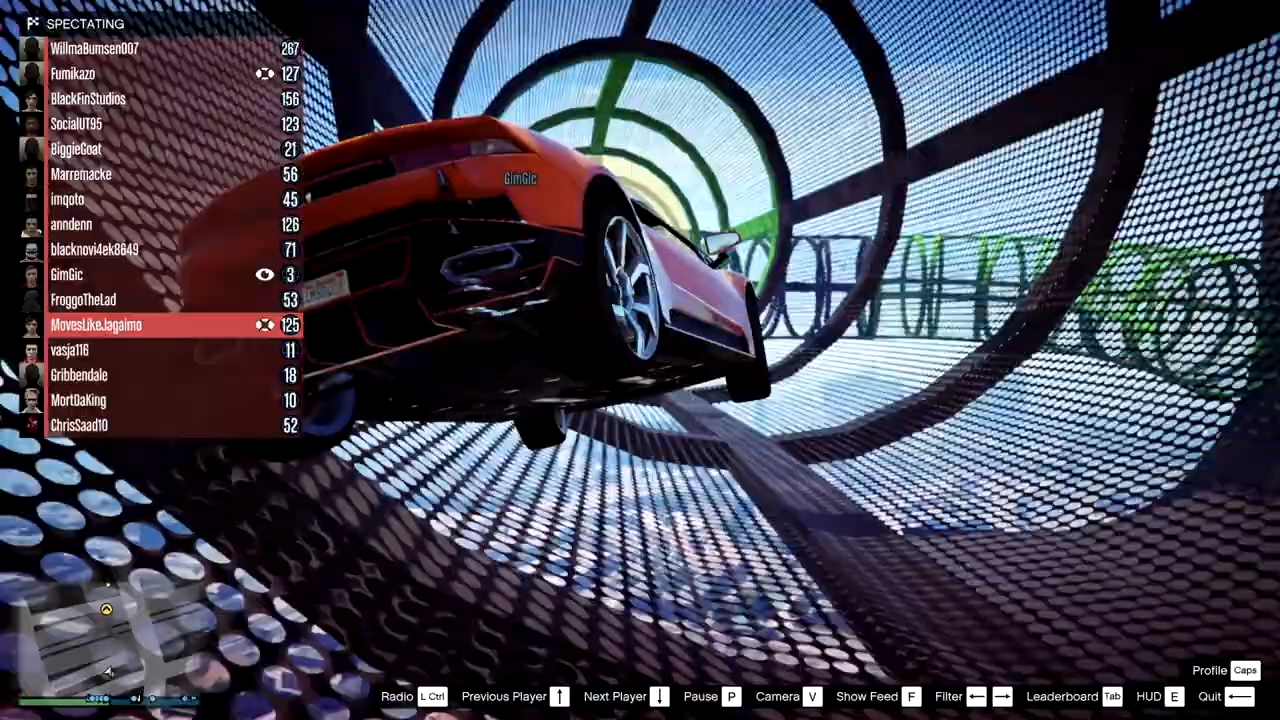 SPECTATING
WillmaBumsen007 267
Fumikazo 127
BlackFinStudios 156
SocialUT95 123
BiggieGoat 21
Marremacke 56
imqoto 45
anndenn 126
blacknovi4ek8649 71
GimGic 3
FroggoTheLad 53
MovesLikeJagaimo 125
vasja116 11
Gribbendale 18
MortDaKing 10
ChrisSaad10 52
GimGic
Profile Caps
Radio L Ctrl Previous Player ↑ Next Player ↓ Pause P Camera V Show Feed F Filter ← → Leaderboard Tab HUD E Quit ←